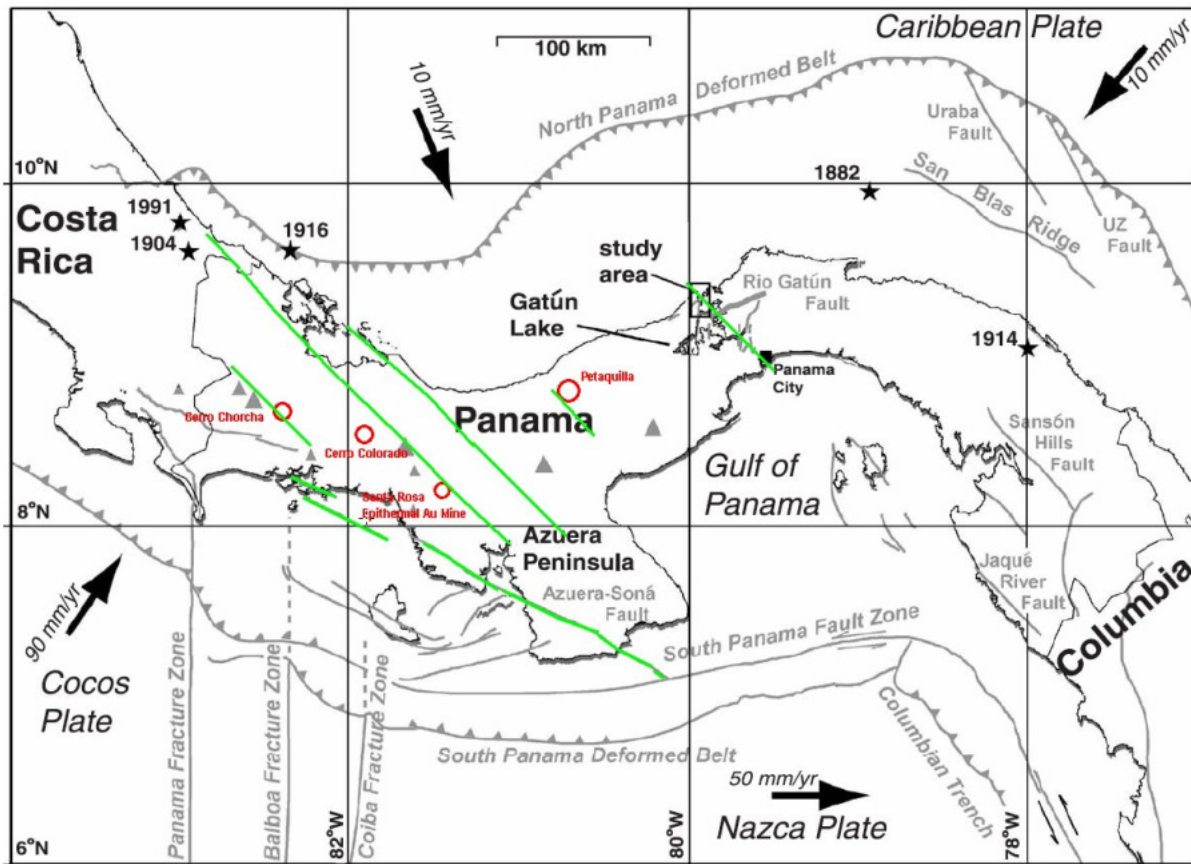 Caribbean Plate
100 km
10 mm/yr
10 mm/yr
North Panama Deformed Belt
Uraba
Fault
10°N
1882
San Blas Ridge
UZ
Fault
Costa
Rica
1991
1904
1916
study
area
Rio Gatún
Fault
Gatún
Lake
1914
Panama
City
Petaquilla
Panama
Cerro Chorcha
Cerro Colorado
Santa Rosa
Epithermal Au Mine
Gulf of
Panama
Sansón
Hills
Fault
8°N
Azuera
Peninsula
Azuera-Soná
Fault
Jaqué
River
Fault
Columbia
90 mm/yr
South Panama Fault Zone
Cocos
Plate
Panama Fracture Zone
Balboa Fracture Zone
Coiba Fracture Zone
South Panama Deformed Belt
Columbian Trench
50 mm/yr
Nazca Plate
6°N
82°W
80°W
78°W